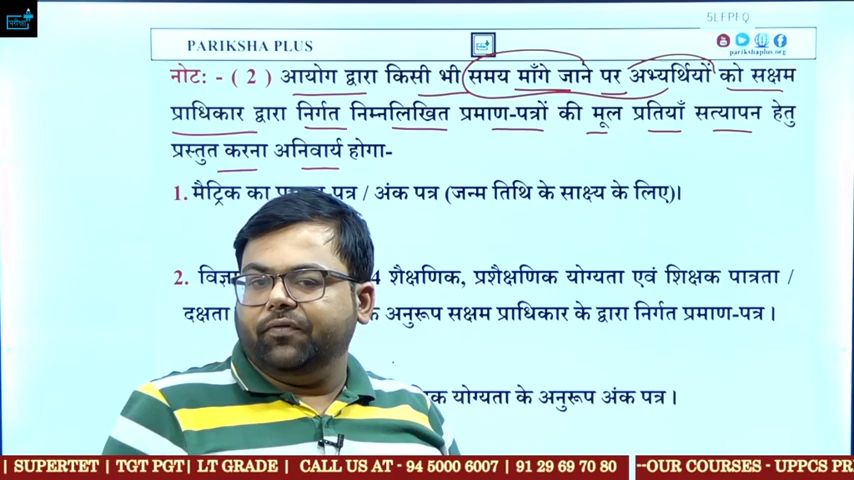 परीक्षा
5LFPFQ
PARIKSHA PLUS
parikshaplus.org
नोट: - ( 2 ) आयोग द्वारा किसी भी समय माँगे जाने पर अभ्यर्थियों को सक्षम
प्राधिकार द्वारा निर्गत निम्नलिखित प्रमाण-पत्रों की मूल प्रतियाँ सत्यापन हेतु
प्रस्तुत करना अनिवार्य होगा-
1. मैट्रिक का पत्र / अंक पत्र (जन्म तिथि के साक्ष्य के लिए)।
2. 4 शैक्षणिक, प्रशैक्षणिक योग्यता एवं शिक्षक पात्रता /
दक्षता अनुरूप सक्षम प्राधिकार के द्वारा निर्गत प्रमाण-पत्र ।
योग्यता के अनुरूप अंक पत्र ।
| SUPERTET | TGT PGT| LT GRADE | CALL US AT - 94 5000 6007 | 91 29 69 70 80 --OUR COURSES - UPPCS PR